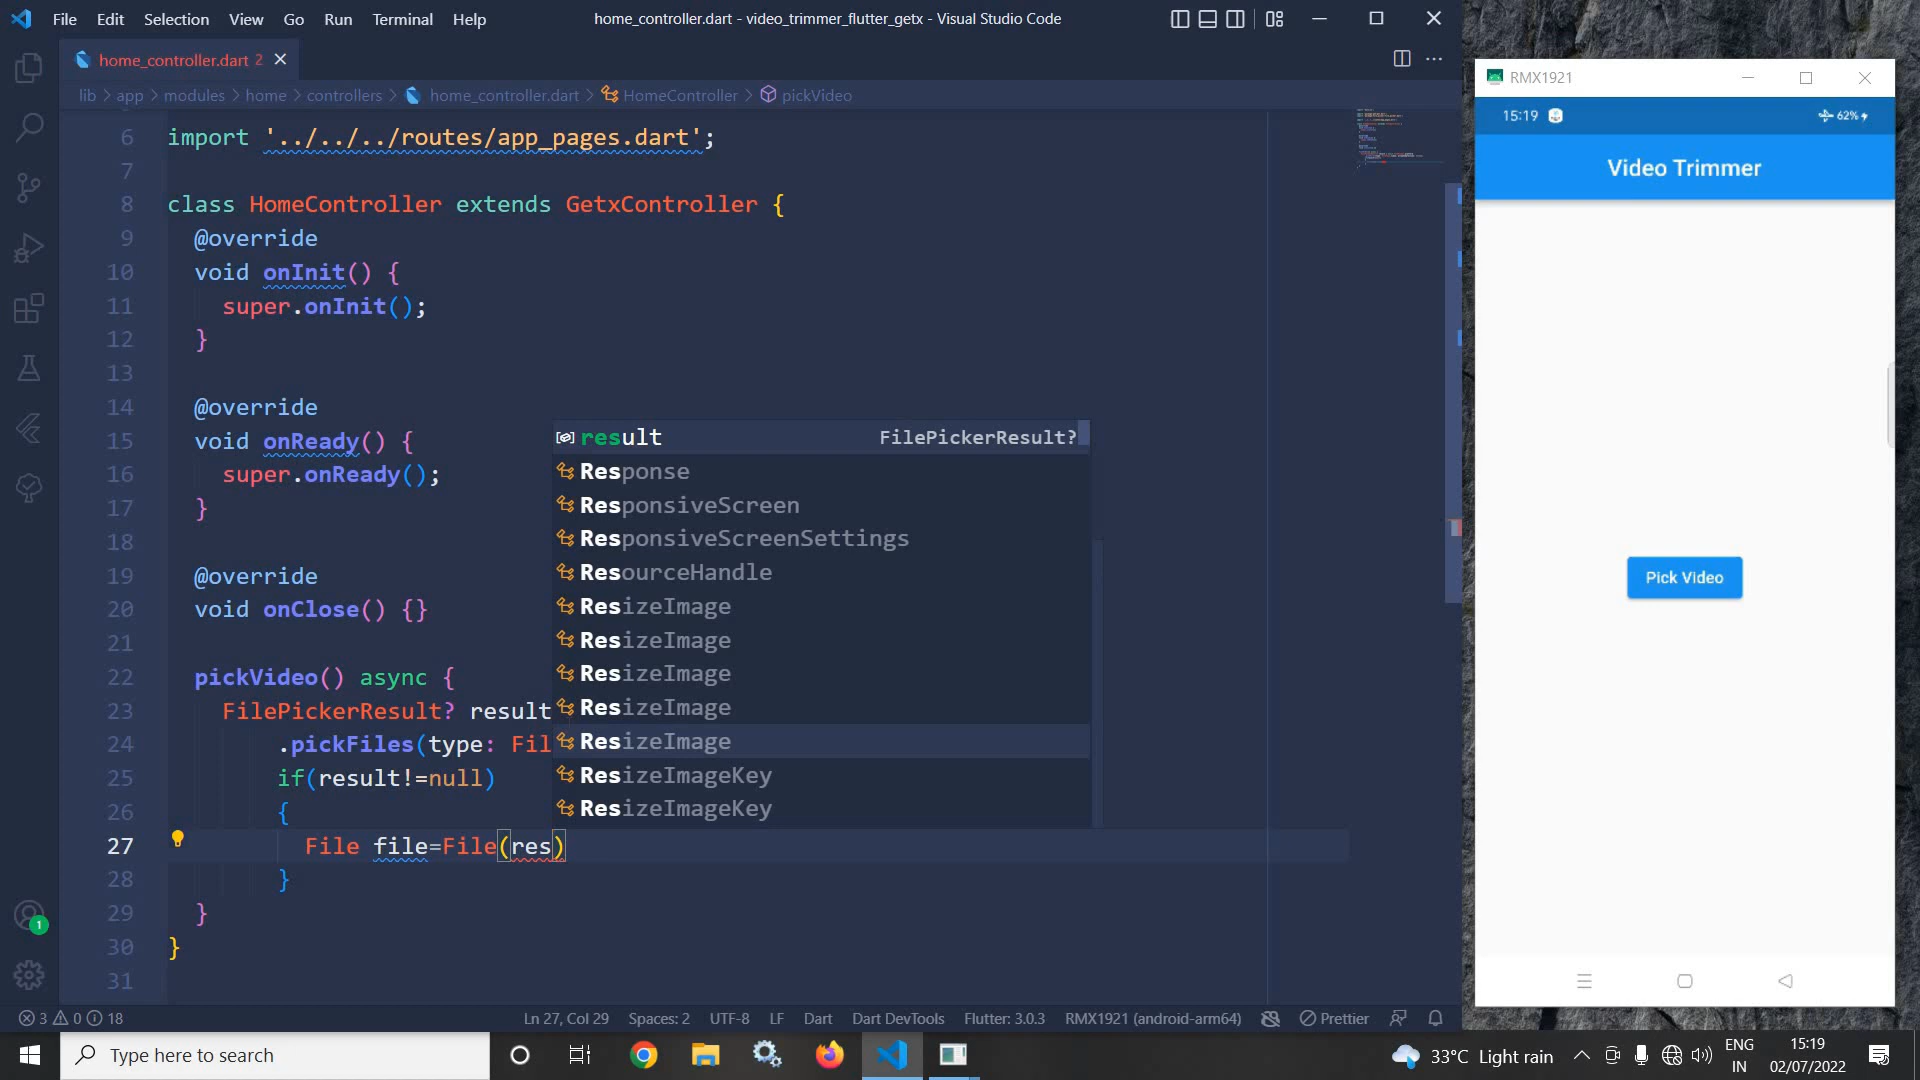 File Edit Selection View Go Run Terminal Help
home_controller.dart - video_trimmer_flutter_getx - Visual Studio Code
home_controller.dart 2
lib > app > modules > home > controllers > home_controller.dart > HomeController > pickVideo
6 import '../../../routes/app_pages.dart';
7
8 class HomeController extends GetxController {
9 @override
10 void onInit() {
11 super.onInit();
12 }
13
14 @override
15 void onReady() {
16 super.onReady();
17 }
18
19 @override
20 void onClose() {}
21
22 pickVideo() async {
23 FilePickerResult? result
24 .pickFiles(type: Fil
25 if(result!=null)
26 {
27 File file=File(res)
28 }
29 }
30 }
31
result FilePickerResult?
Response
ResponsiveScreen
ResponsiveScreenSettings
ResourceHandle
ResizeImage
ResizeImage
ResizeImage
ResizeImage
ResizeImage
ResizeImageKey
ResizeImageKey
1
3 0 18
Ln 27, Col 29 Spaces: 2 UTF-8 LF Dart Dart DevTools Flutter: 3.0.3 RMX1921 (android-arm64) Prettier
RMX1921
15:19 62%
Video Trimmer
Pick Video
Type here to search
33°C Light rain
ENG
IN
15:19
02/07/2022